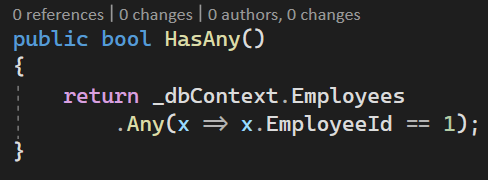 0 references | 0 changes | 0 authors, 0 changes
public bool HasAny()
{
    return _dbContext.Employees
        .Any(x => x.EmployeeId == 1);
}